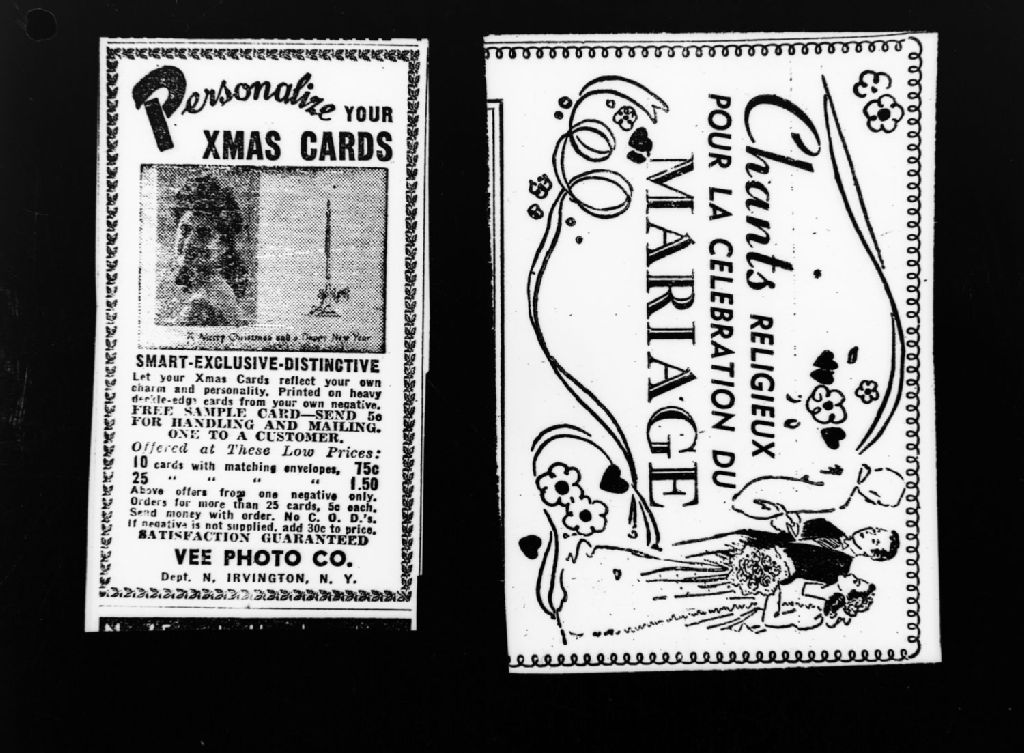 Personalize YOUR
XMAS CARDS
A Merry Christmas and a Happy New Year
SMART-EXCLUSIVE-DISTINCTIVE
Let your Xmas Cards reflect your own
charm and personality. Printed on heavy
deckle-edge cards from your own negative.
FREE SAMPLE CARD—SEND 5c
FOR HANDLING AND MAILING.
ONE TO A CUSTOMER.
Offered at These Low Prices:
10 cards with matching envelopes, 75c
25 " " " " 1.50
Above offers from one negative only.
Orders for more than 25 cards, 5c each.
Send money with order. No C. O. D.'s.
If negative is not supplied, add 30c to price.
SATISFACTION GUARANTEED
VEE PHOTO CO.
Dept. N, IRVINGTON, N. Y.
Chants RELIGIEUX
POUR LA CELEBRATION DU
MARIAGE